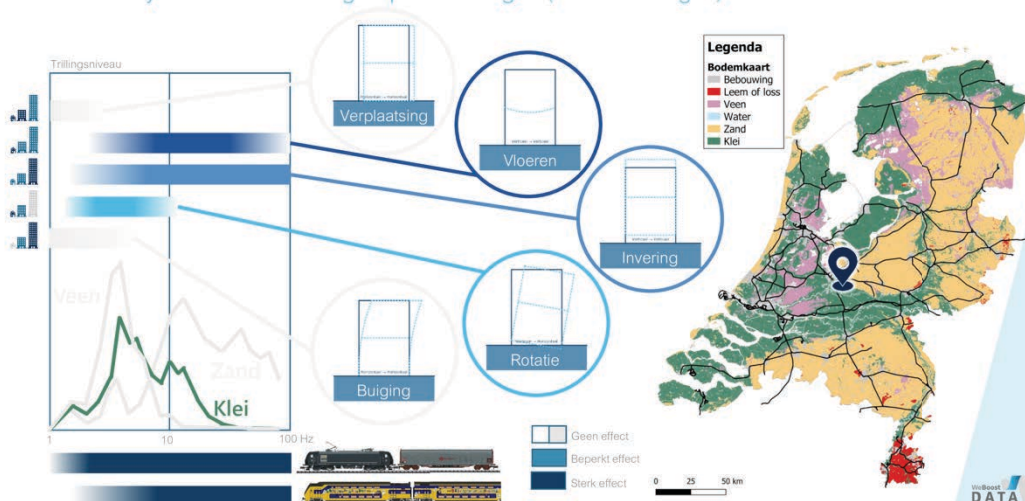 Trillingsniveau
Verplaatsing
Vloeren
Invering
Rotatie
Buiging
Veen
Zand
Klei
1
10
100 Hz
Geen effect
Beperkt effect
Sterk effect
Legenda
Bodemkaart
Bebouwing
Leem of loss
Veen
Water
Zand
Klei
0 25 50 km
WeBoost
DATA